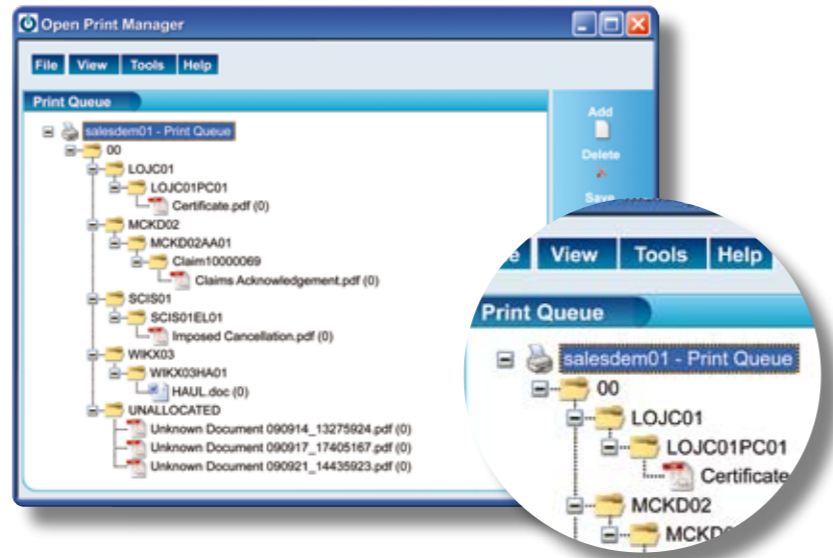 Open Print Manager
File View Tools Help
Print Queue
salesdem01 - Print Queue
00
LOJC01
LOJC01PC01
Certificate.pdf (0)
MCKD02
MCKD02AA01
Claim10000069
Claims Acknowledgement.pdf (0)
SCIS01
SCIS01EL01
Imposed Cancellation.pdf (0)
WIKX03
WIKX03HA01
HAUL.doc (0)
UNALLOCATED
Unknown Document 090914_13275924.pdf (0)
Unknown Document 090917_17405167.pdf (0)
Unknown Document 090921_14435923.pdf (0)
Add
Delete
Save
e View Tools Help
Print Queue
salesdem01 - Print Queue
00
LOJC01
LOJC01PC01
Certificate
MCKD02
MCKD